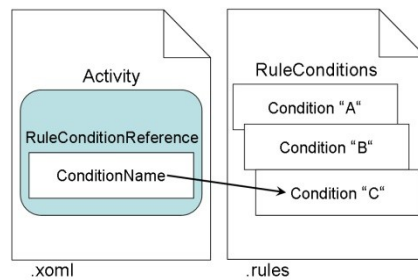 Activity
RuleConditionReference
ConditionName
.xoml
RuleConditions
Condition "A"
Condition "B"
Condition "C"
.rules